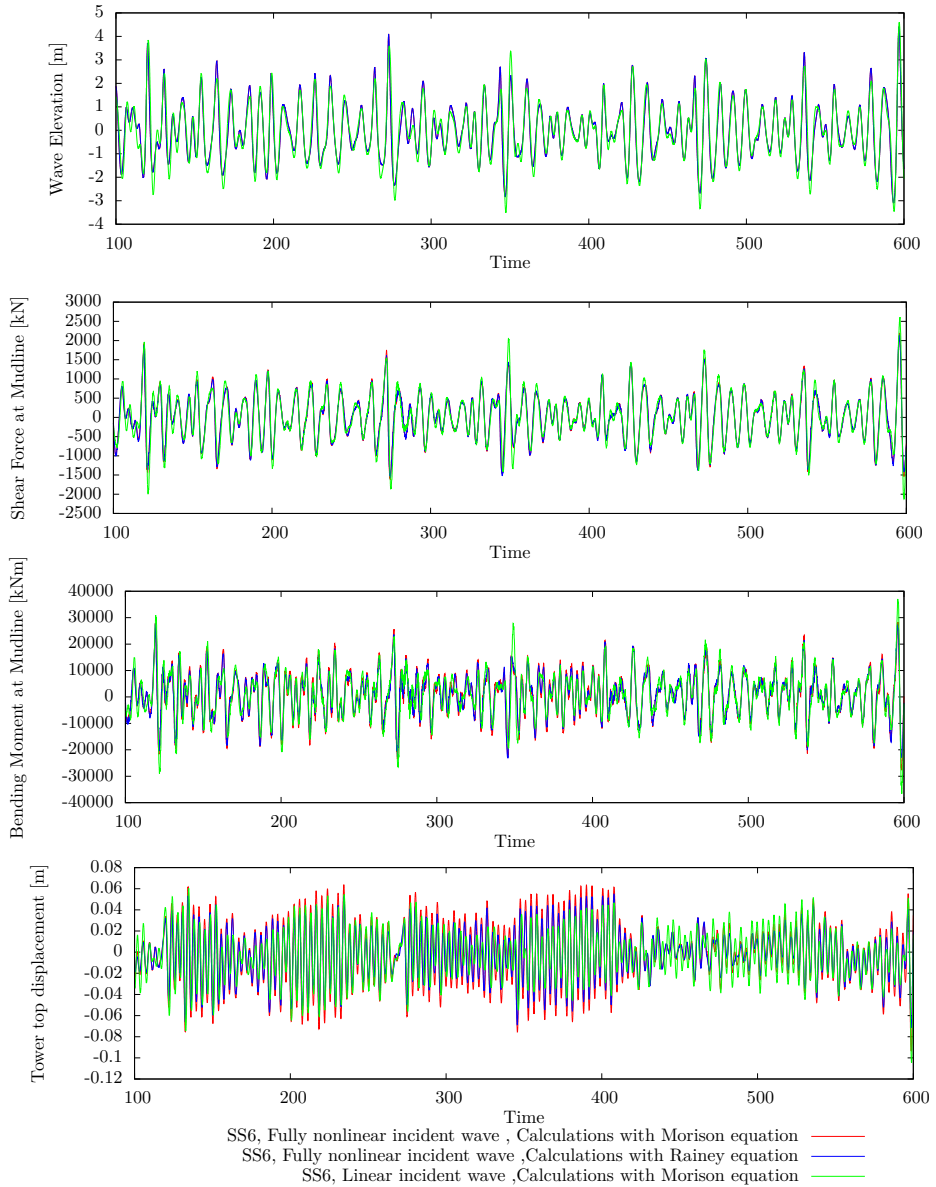 5
4
3
2
1
0
-1
-2
-3
-4
Wave Elevation [m]
100 200 300 400 500 600
Time
3000
2500
2000
1500
1000
500
0
-500
-1000
-1500
-2000
-2500
Shear Force at Mudline [kN]
100 200 300 400 500 600
Time
40000
30000
20000
10000
0
-10000
-20000
-30000
-40000
Bending Moment at Mudline [kNm]
100 200 300 400 500 600
Time
0.08
0.06
0.04
0.02
0
-0.02
-0.04
-0.06
-0.08
-0.1
-0.12
Tower top displacement [m]
100 200 300 400 500 600
Time
SS6, Fully nonlinear incident wave , Calculations with Morison equation
SS6, Fully nonlinear incident wave ,Calculations with Rainey equation
SS6, Linear incident wave ,Calculations with Morison equation